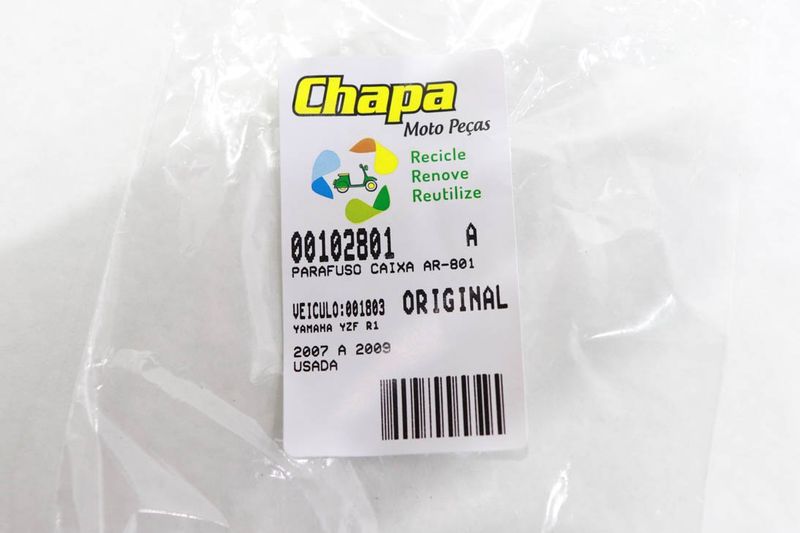 Chapa
Moto Peças
Recicle
Renove
Reutilize
00102801 A
PARAFUSO CAIXA AR-801
VEICULO:001803 ORIGINAL
YAMAHA YZF R1
2007 A 2009
USADA